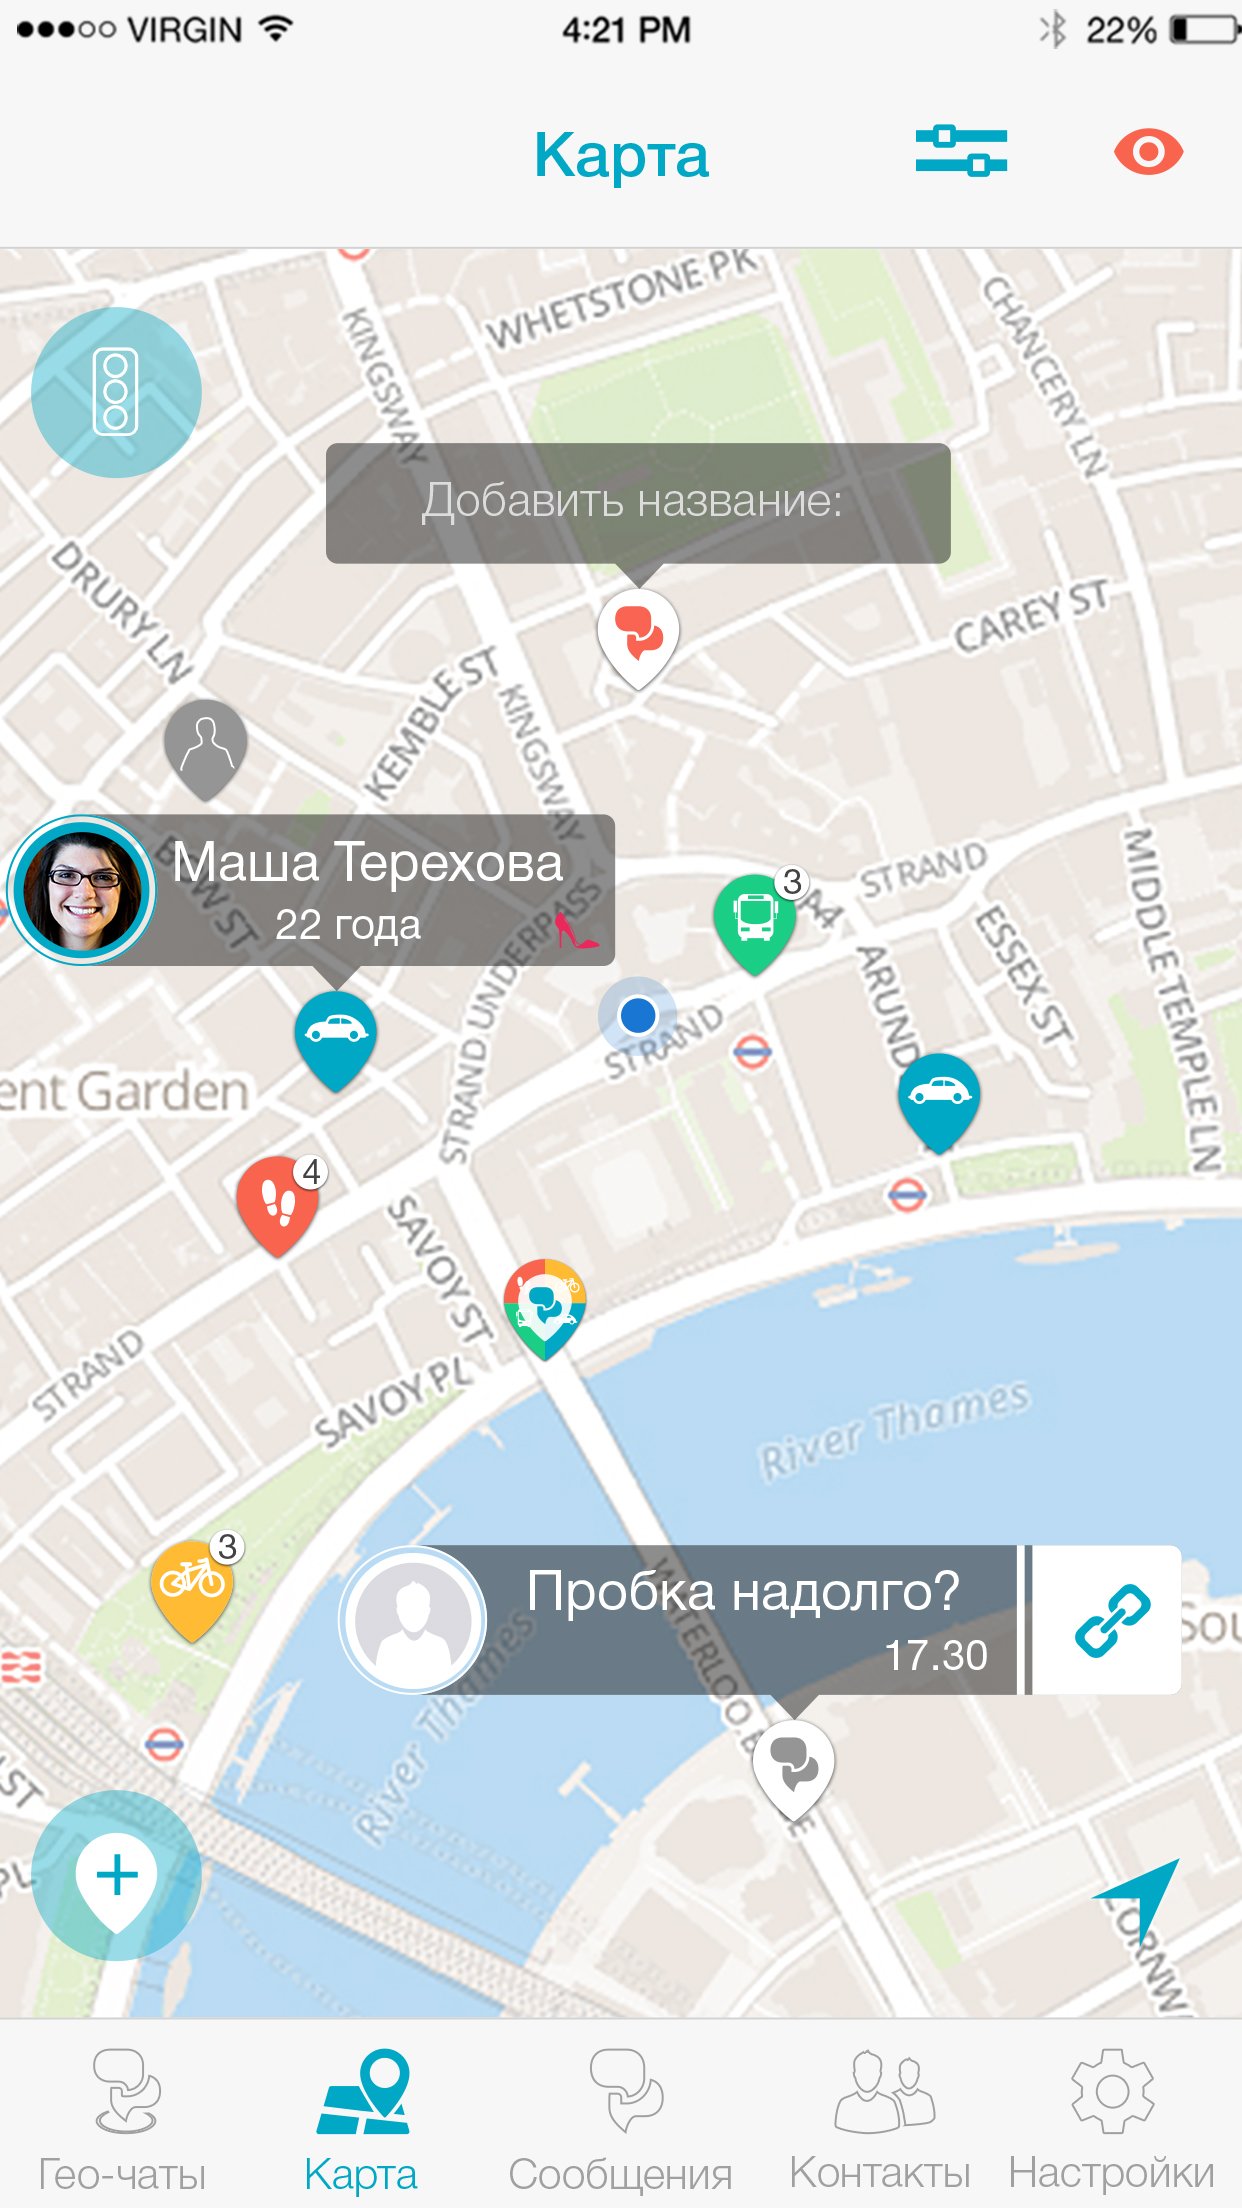 VIRGIN 4:21 PM 22%
Карта
WHETSTONE PK
KINGSWAY
CHANCERY LN
Добавить название:
DRURY LN
CAREY ST
KEMBLE ST
KINGSWAY
BOW ST
Маша Терехова
22 года
STRAND
3
A4
MIDDLE TEMPLE LN
ESSEX ST
ARUND
STRAND UNDERPASS
STRAND
ent Garden
4
SAVOY ST
STRAND
SAVOY PL
River Thames
3
Пробка надолго?
17.30
Sou
WATERLOO B
E
River Thames
ST
PL
CORNW
Гео-чаты
Карта
Сообщения
Контакты
Настройки